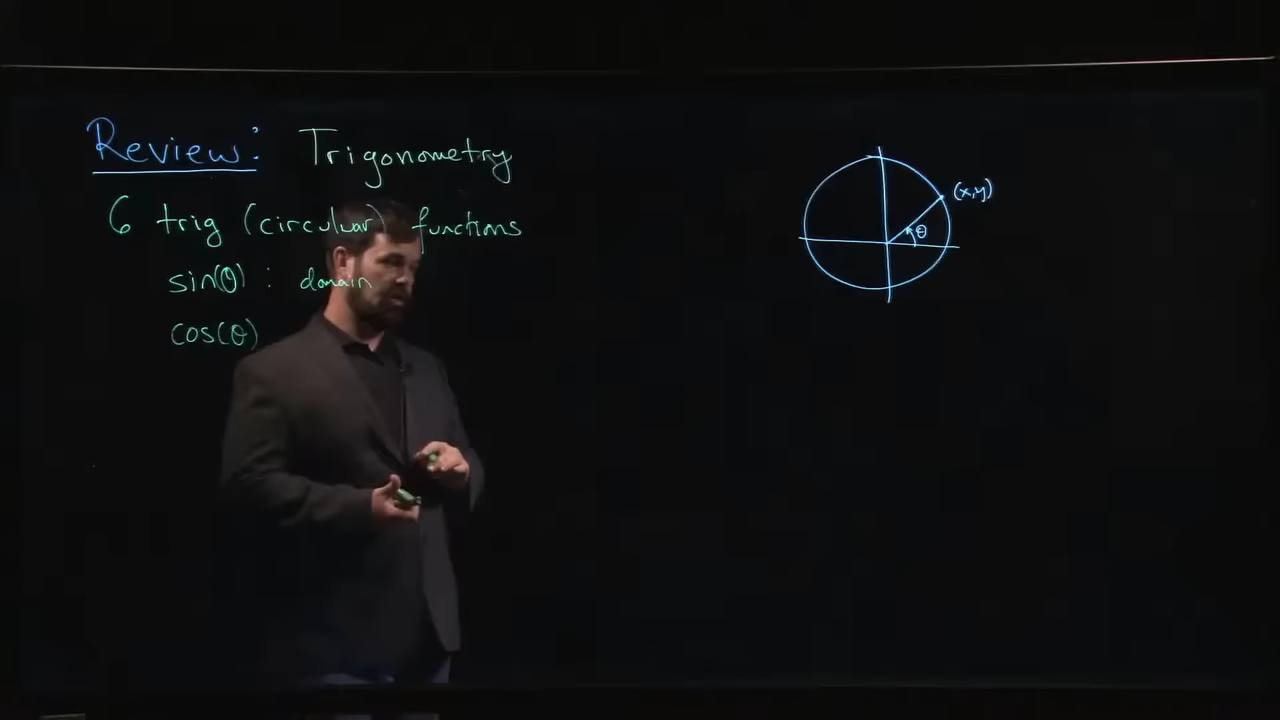 Review: Trigonometry
6 trig (circular) functions
sin(θ) : domain
cos(θ)
(x,y)
θ